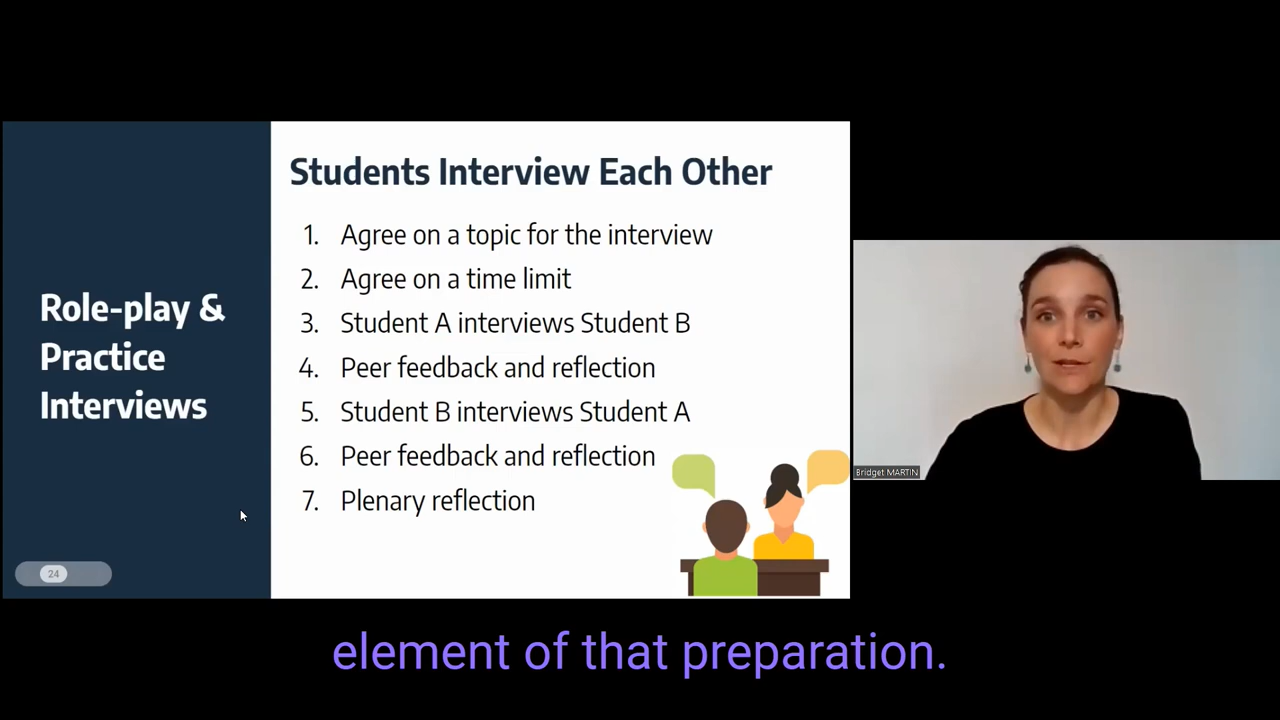 Students Interview Each Other
Role-play &
Practice
Interviews
1. Agree on a topic for the interview
2. Agree on a time limit
3. Student A interviews Student B
4. Peer feedback and reflection
5. Student B interviews Student A
6. Peer feedback and reflection
7. Plenary reflection
24
Bridget MARTIN
element of that preparation.